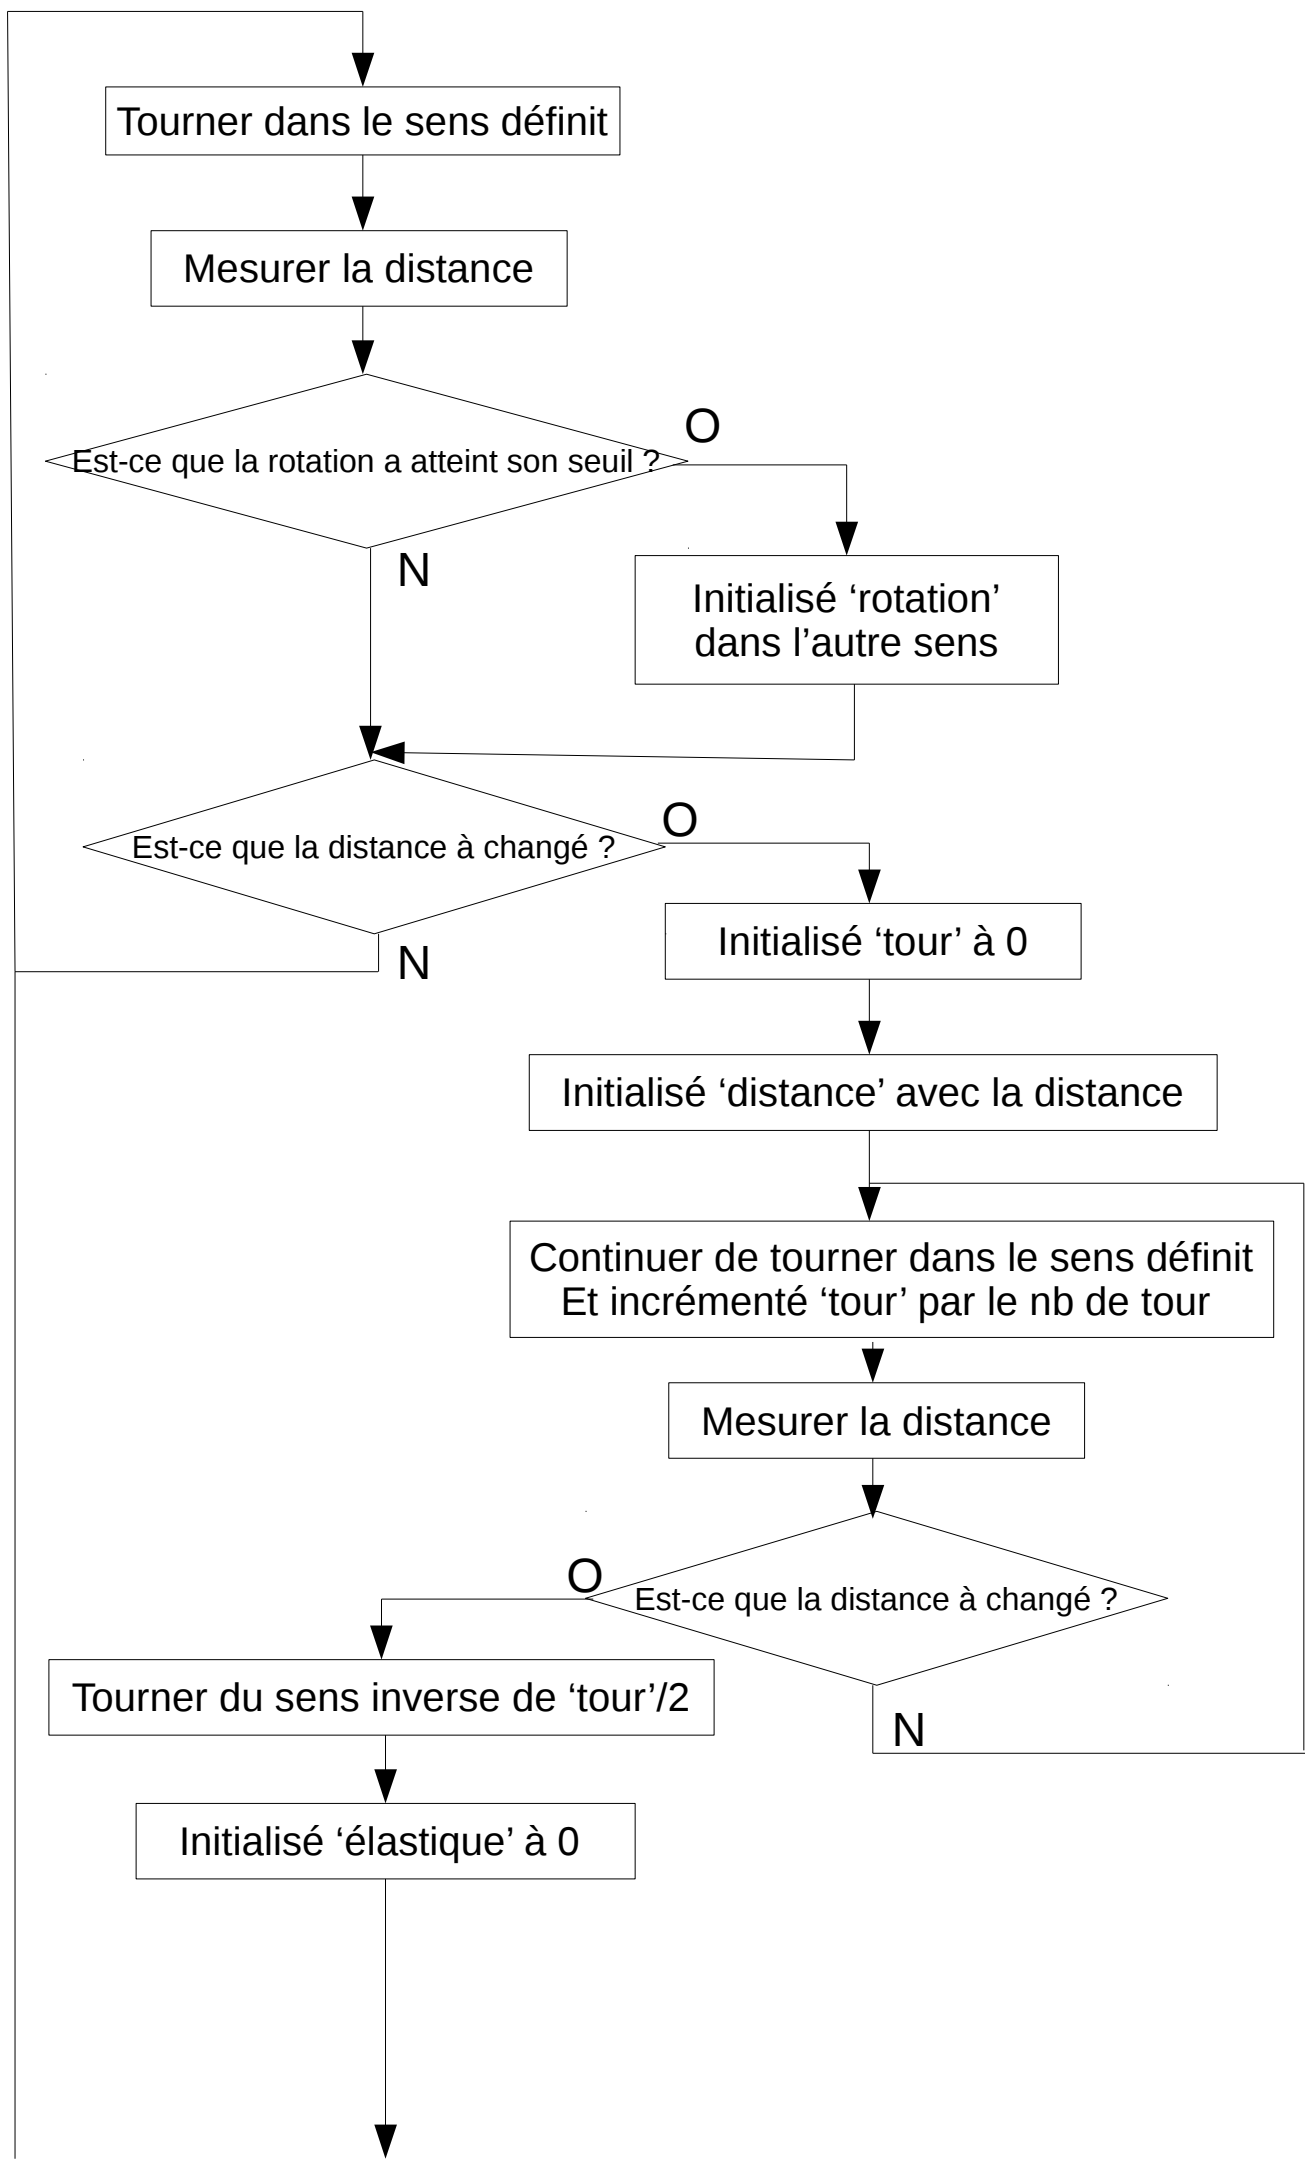 Tourner dans le sens définit
Mesurer la distance
Est-ce que la rotation a atteint son seuil ?
O
N
Initialisé ‘rotation’
dans l’autre sens
Est-ce que la distance à changé ?
O
N
Initialisé ‘tour’ à 0
Initialisé ‘distance’ avec la distance
Continuer de tourner dans le sens définit
Et incrémenté ‘tour’ par le nb de tour
Mesurer la distance
Est-ce que la distance à changé ?
O
N
Tourner du sens inverse de ‘tour’/2
Initialisé ‘élastique’ à 0